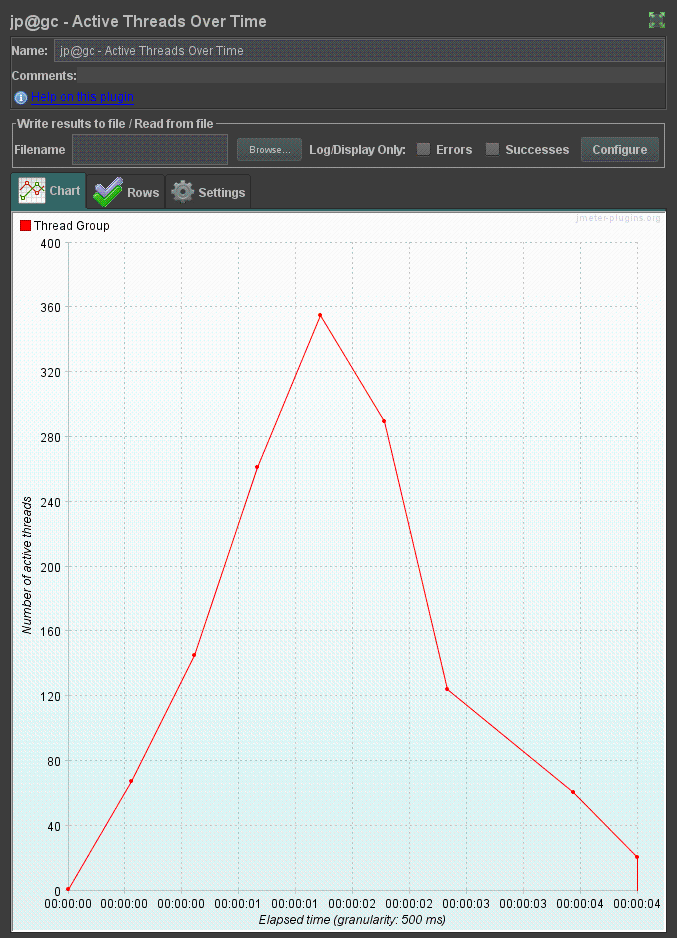 jp@gc - Active Threads Over Time
Name: jp@gc - Active Threads Over Time
Comments:
Help on this plugin
Write results to file / Read from file
Filename Browse... Log/Display Only: Errors Successes Configure
Chart Rows Settings
jmeter-plugins.org
Thread Group
400
360
320
280
240
200
160
120
80
40
0
Number of active threads
00:00:00 00:00:00 00:00:00 00:00:01 00:00:01 00:00:02 00:00:02 00:00:03 00:00:03 00:00:04 00:00:04
Elapsed time (granularity: 500 ms)